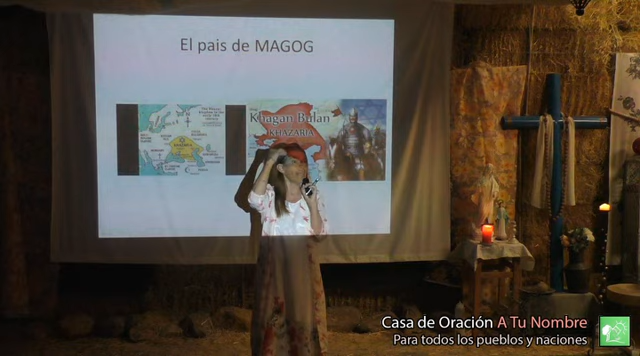 El pais de MAGOG
Khagan Bulan
KHAZARIA
Casa de Oración A Tu Nombre
Para todos los pueblos y naciones